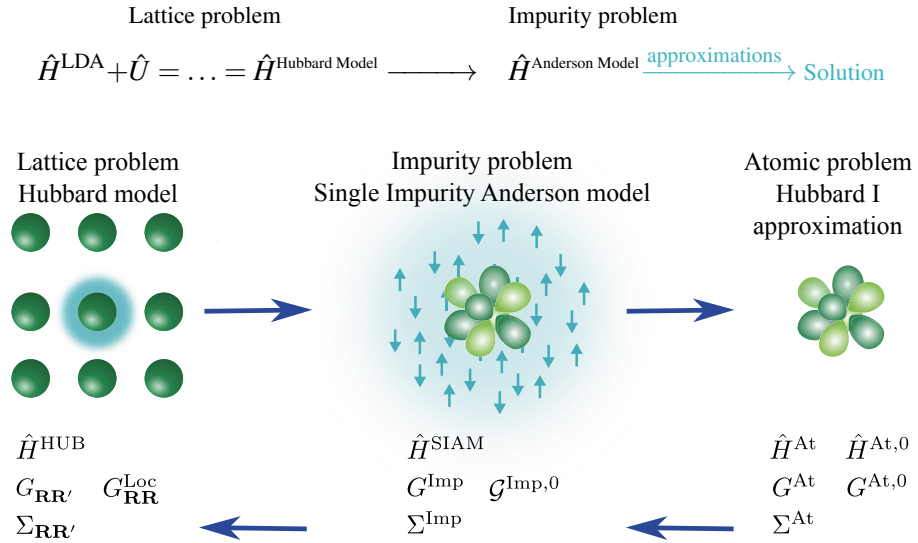 Lattice problem
Impurity problem
Ĥ^LDA + Û = … = Ĥ^Hubbard Model ⟶ Ĥ^Anderson Model approximations ⟶ Solution
Lattice problem
Hubbard model
Impurity problem
Single Impurity Anderson model
Atomic problem
Hubbard I
approximation
Ĥ^HUB
G_RR′ G_RR^Loc
Σ_RR′
Ĥ^SIAM
G^Imp 𝒢^Imp,0
Σ^Imp
Ĥ^At Ĥ^At,0
G^At G^At,0
Σ^At